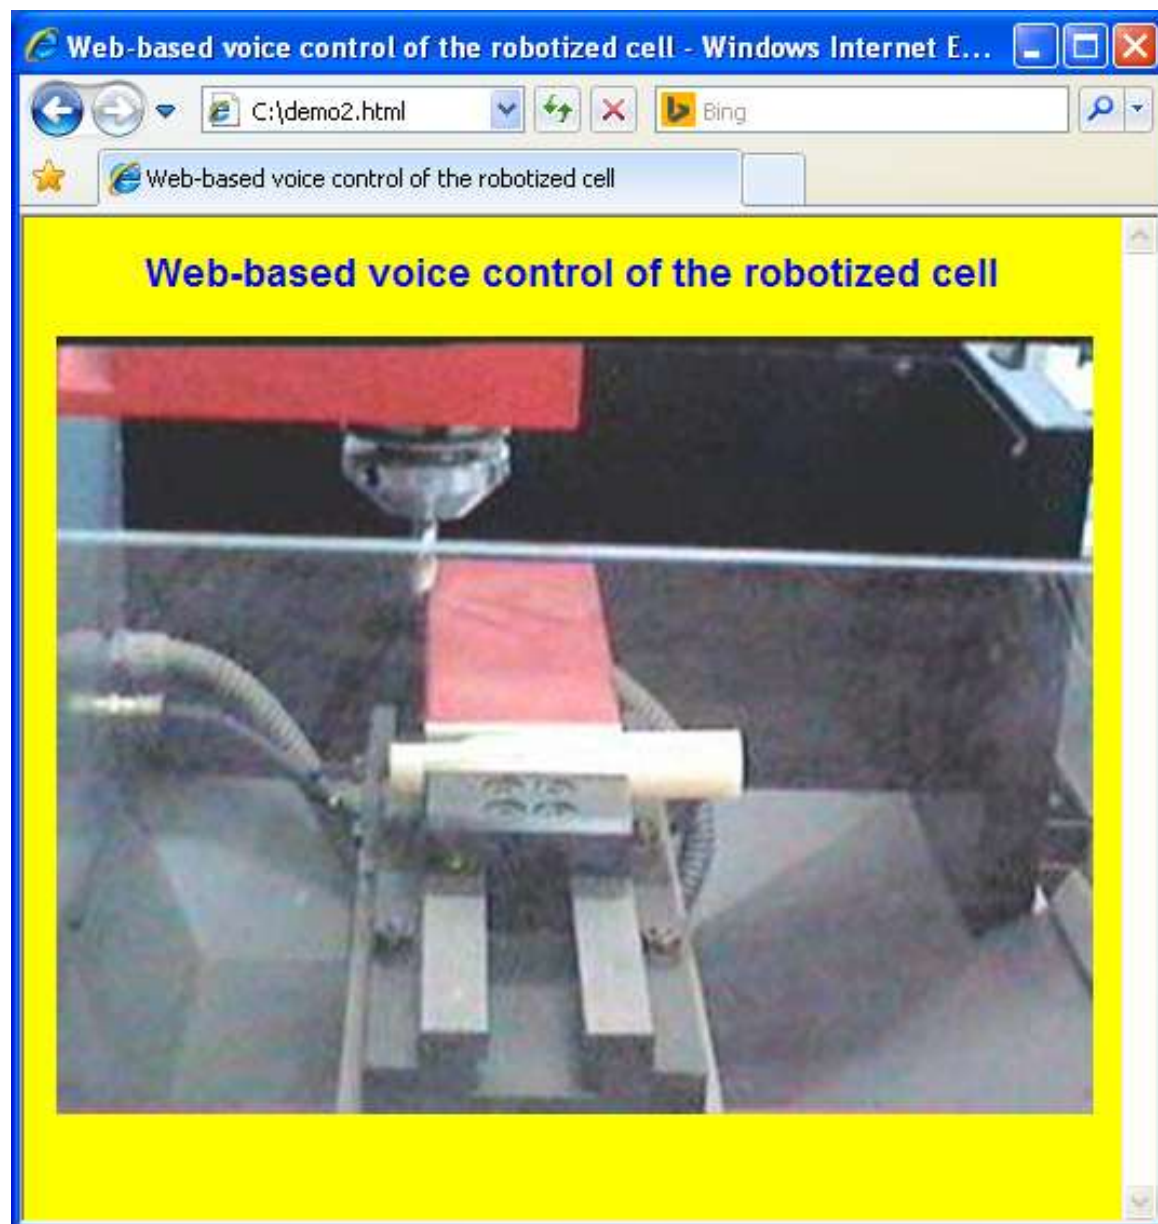 Web-based voice control of the robotized cell - Windows Internet E...
C:\demo2.html
Bing
Web-based voice control of the robotized cell
Web-based voice control of the robotized cell